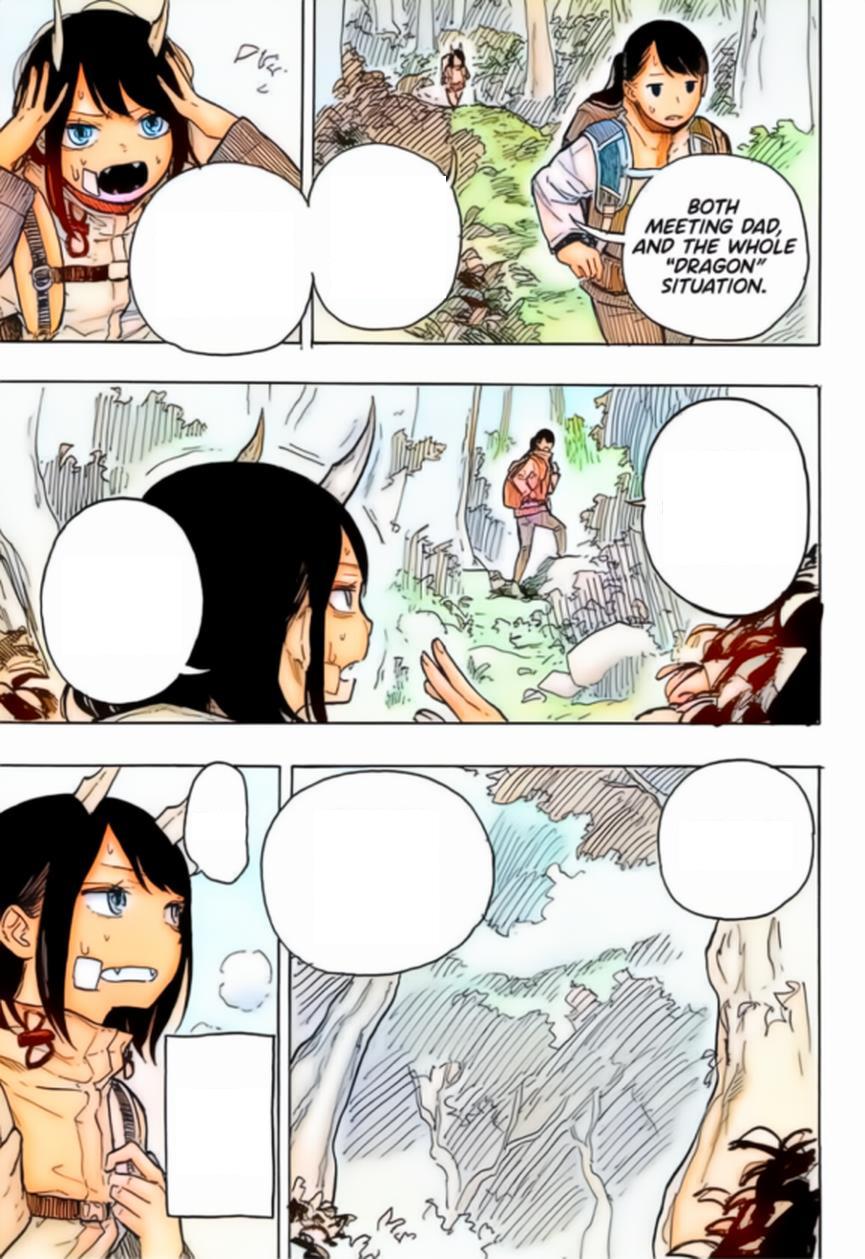 BOTH
MEETING DAD,
AND THE WHOLE
"DRAGON"
SITUATION.